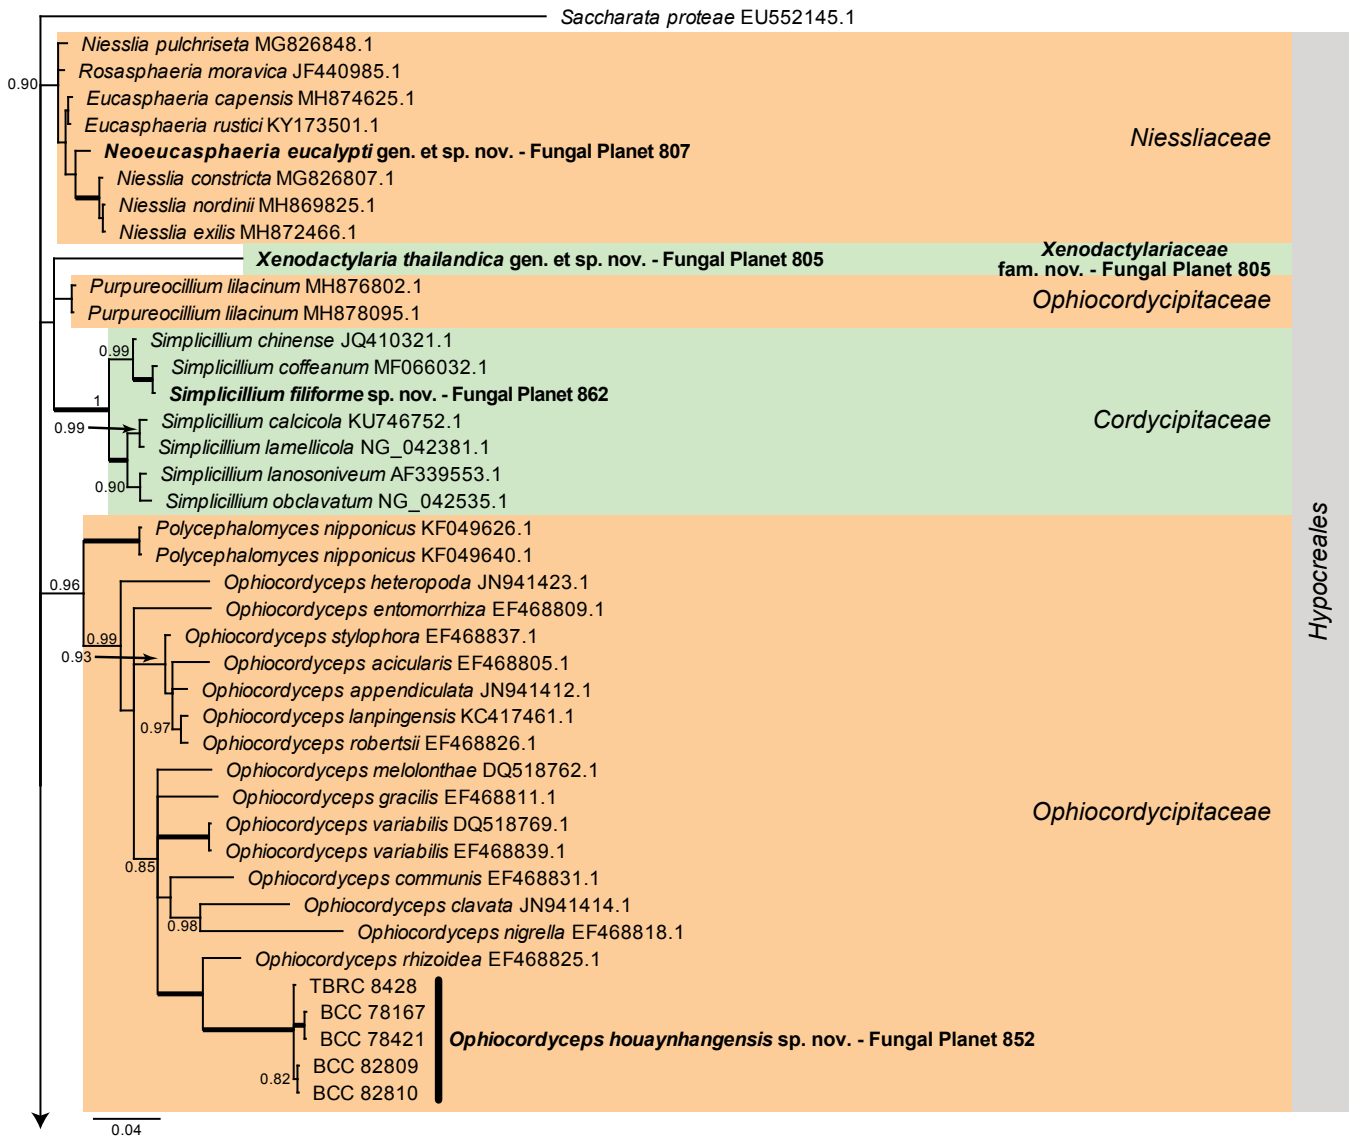 Saccharata proteae EU552145.1
Niesslia pulchriseta MG826848.1
Rosasphaeria moravica JF440985.1
0.90
Eucasphaeria capensis MH874625.1
Eucasphaeria rustici KY173501.1
Niessliaceae
Neoeucasphaeria eucalypti gen. et sp. nov. - Fungal Planet 807
Niesslia constricta MG826807.1
Niesslia nordinii MH869825.1
Niesslia exilis MH872466.1
Xenodactylaria thailandica gen. et sp. nov. - Fungal Planet 805
Xenodactylariaceae
fam. nov. - Fungal Planet 805
Purpureocillium lilacinum MH876802.1
Ophiocordycipitaceae
Purpureocillium lilacinum MH878095.1
Simplicillium chinense JQ410321.1
0.99
Simplicillium coffeanum MF066032.1
Simplicillium filiforme sp. nov. - Fungal Planet 862
1
Simplicillium calcicola KU746752.1
Cordycipitaceae
0.99
Simplicillium lamellicola NG_042381.1
Simplicillium lanosoniveum AF339553.1
0.90
Simplicillium obclavatum NG_042535.1
Hypocreales
Polycephalomyces nipponicus KF049626.1
Polycephalomyces nipponicus KF049640.1
0.96
Ophiocordyceps heteropoda JN941423.1
Ophiocordyceps entomorrhiza EF468809.1
0.99
Ophiocordyceps stylophora EF468837.1
0.93
Ophiocordyceps acicularis EF468805.1
Ophiocordyceps appendiculata JN941412.1
Ophiocordyceps lanpingensis KC417461.1
0.97
Ophiocordyceps robertsii EF468826.1
Ophiocordyceps melolonthae DQ518762.1
Ophiocordyceps gracilis EF468811.1
Ophiocordycipitaceae
Ophiocordyceps variabilis DQ518769.1
Ophiocordyceps variabilis EF468839.1
0.85
Ophiocordyceps communis EF468831.1
Ophiocordyceps clavata JN941414.1
0.98
Ophiocordyceps nigrella EF468818.1
Ophiocordyceps rhizoidea EF468825.1
TBRC 8428
BCC 78167
BCC 78421
Ophiocordyceps houaynhangensis sp. nov. - Fungal Planet 852
BCC 82809
0.82
BCC 82810
0.04